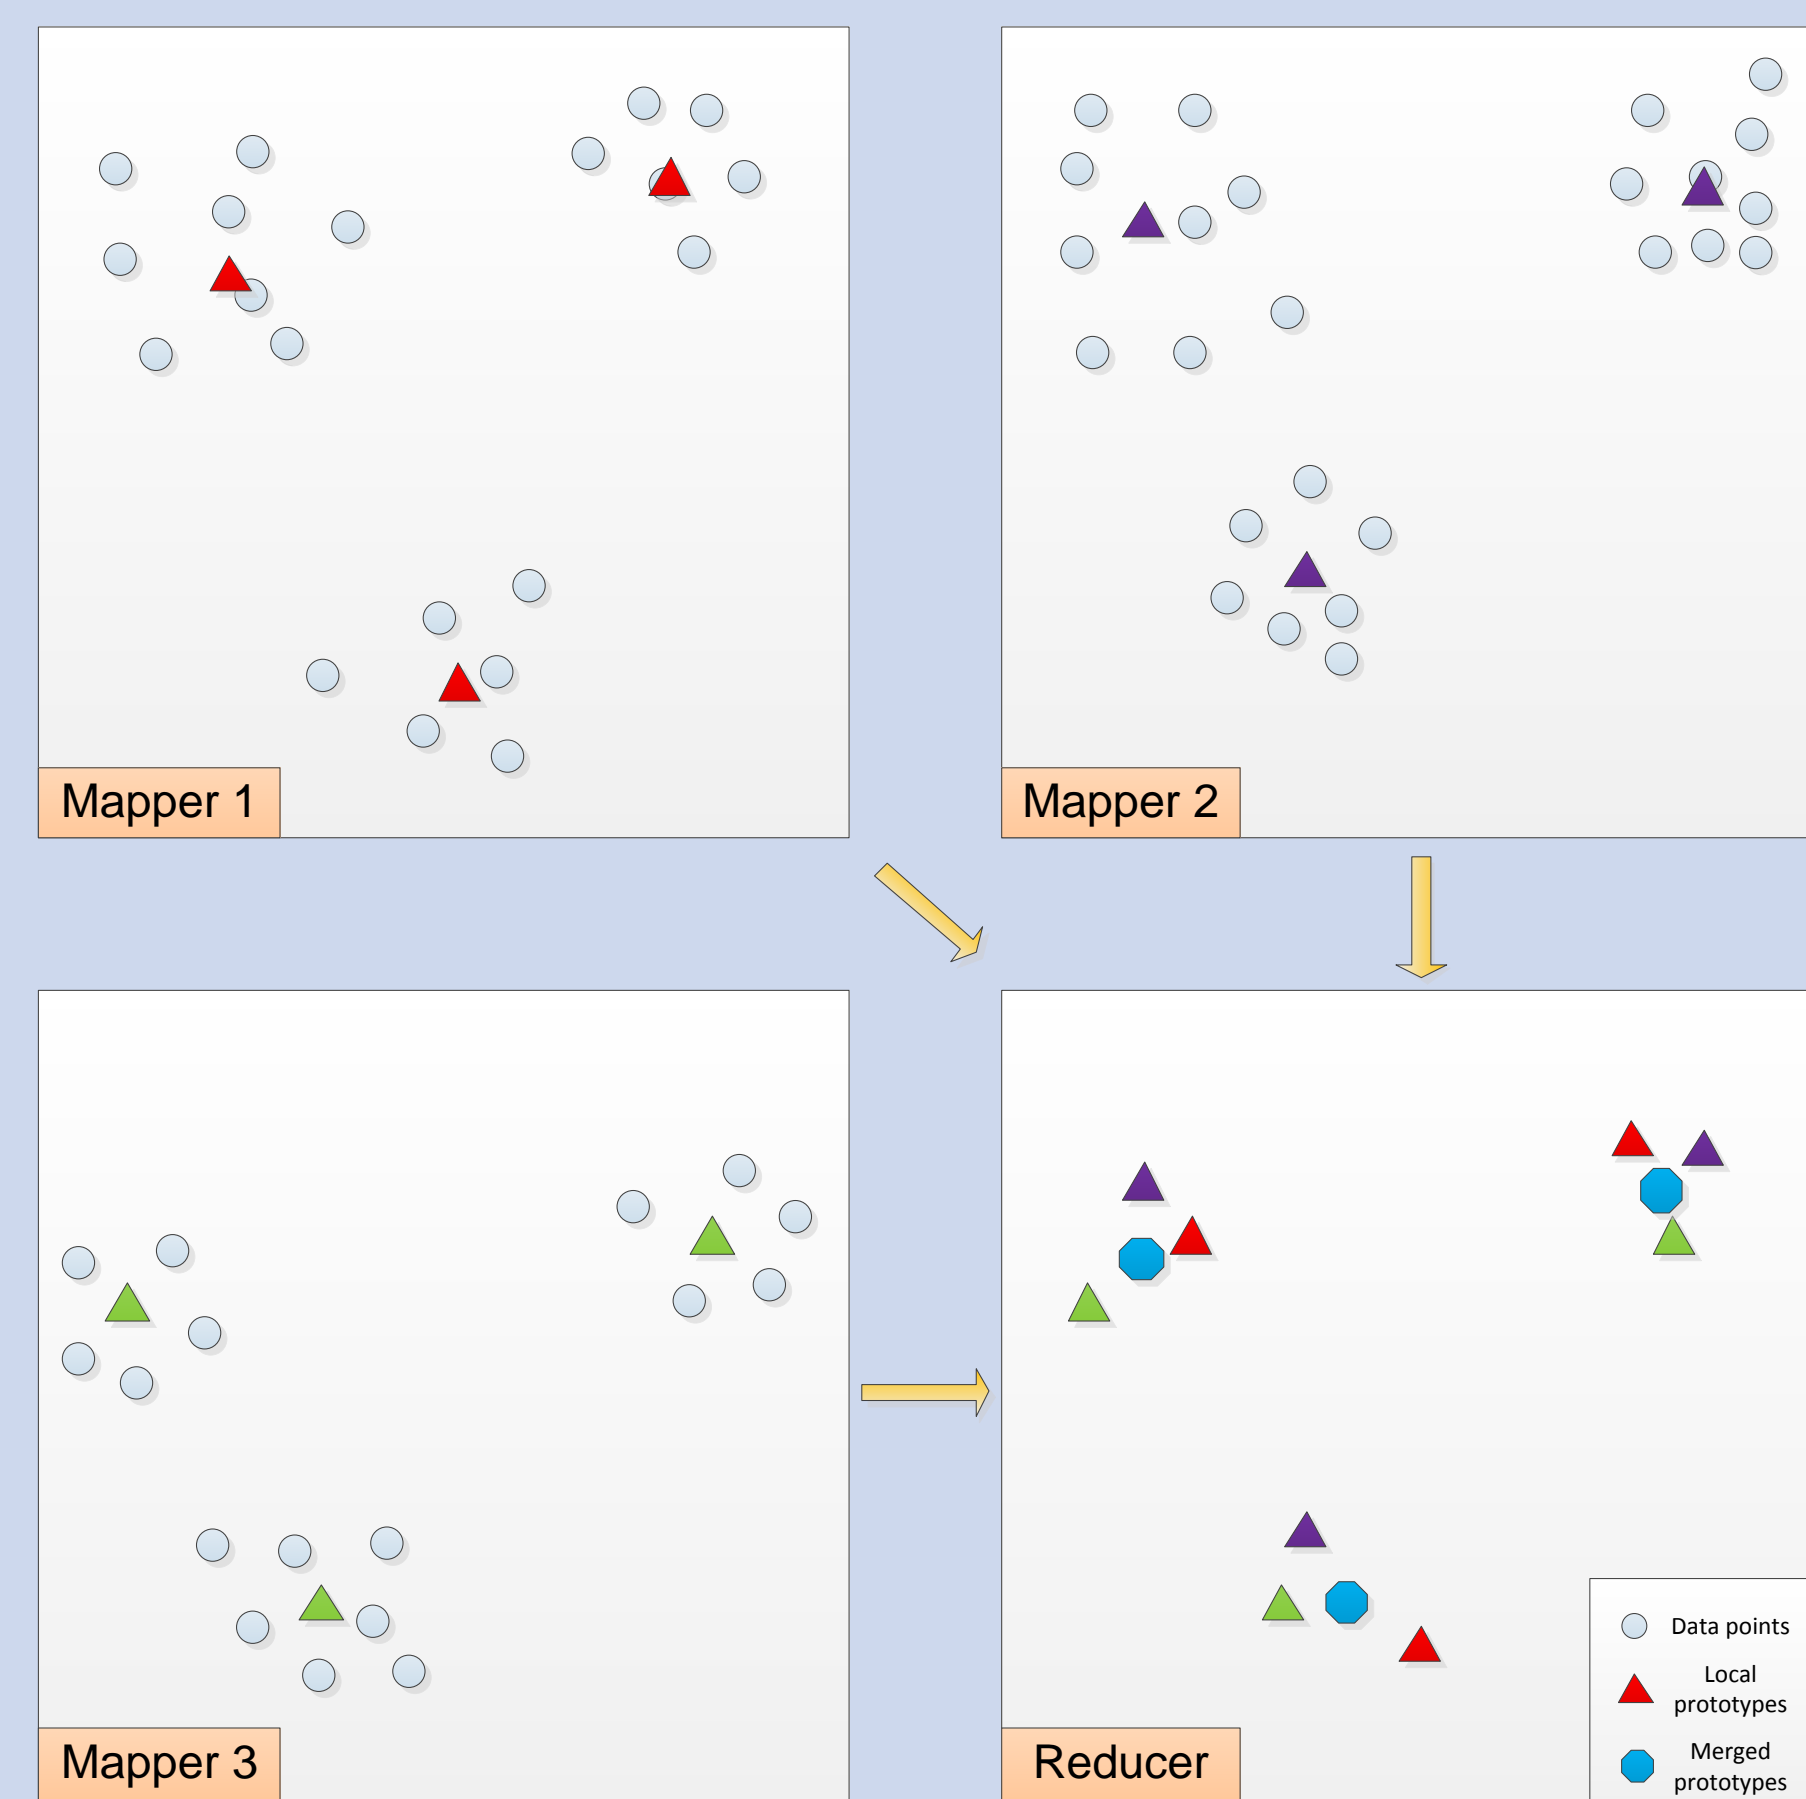 Mapper 1
Mapper 2
Mapper 3
Reducer
Data points
Local
prototypes
Merged
prototypes